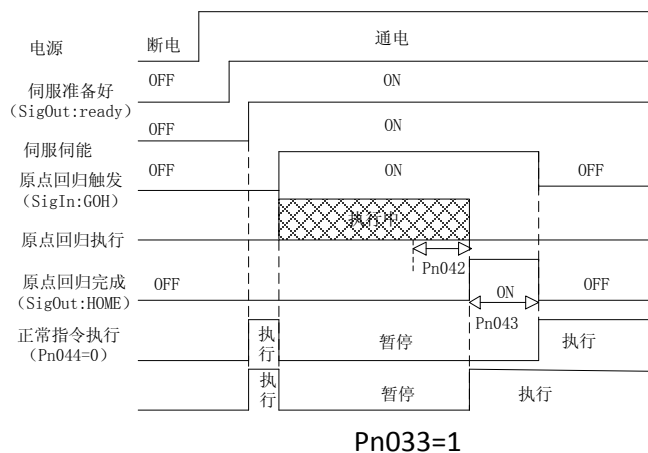 电源 断电 通电
伺服准备好 OFF ON
(SigOut:ready)
伺服伺能 OFF ON
原点回归触发 OFF ON OFF
(SigIn:GOH)
原点回归执行 执行中
Pn042
原点回归完成 OFF ON OFF
(SigOut:HOME)
Pn043
正常指令执行 执行 暂停 执行
(Pn044=0)
执行 暂停 执行
Pn033=1